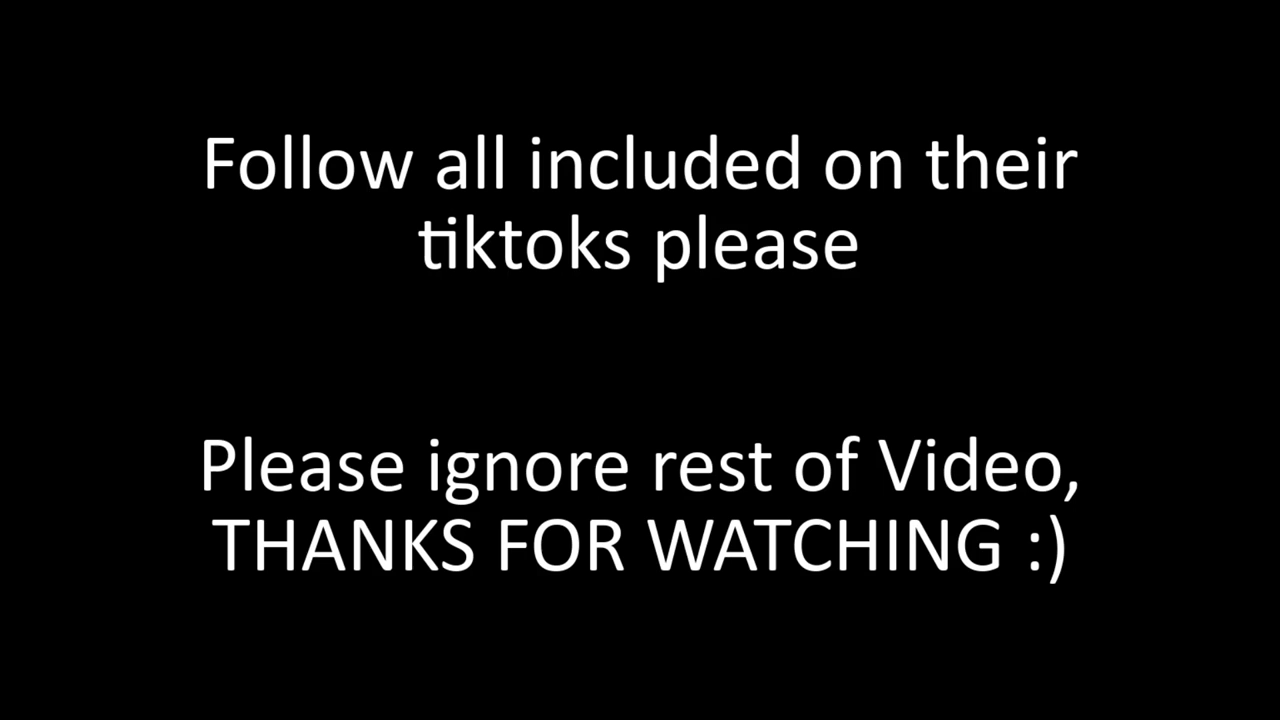 Follow all included on their
tiktoks please
Please ignore rest of Video,
THANKS FOR WATCHING :)